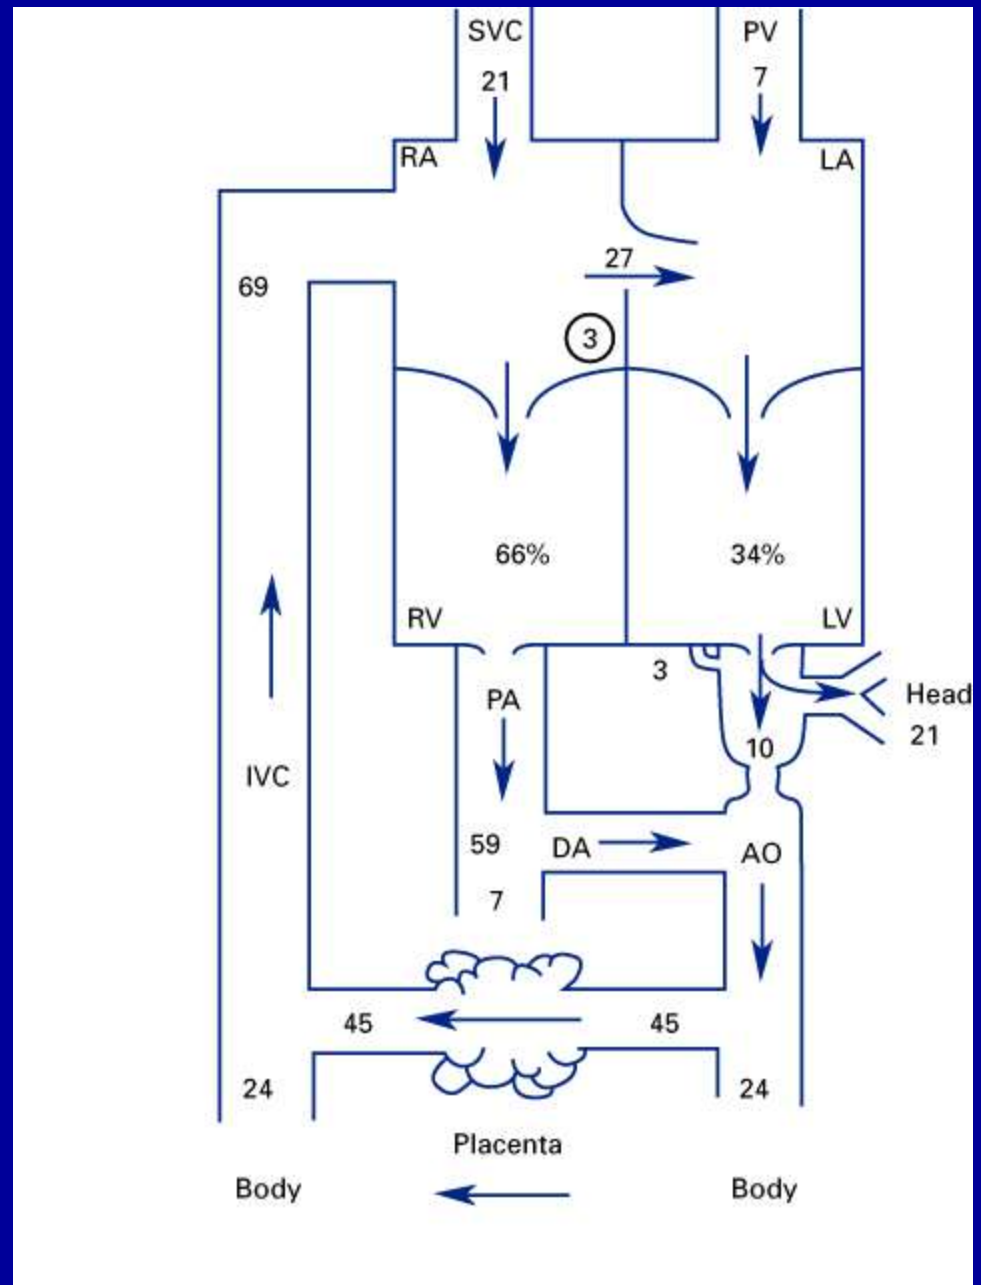 SVC
PV
21
7
RA
LA
27
69
3
66%
34%
RV
LV
3
PA
Head
21
10
IVC
59
DA
AO
7
45
45
24
24
Placenta
Body
Body